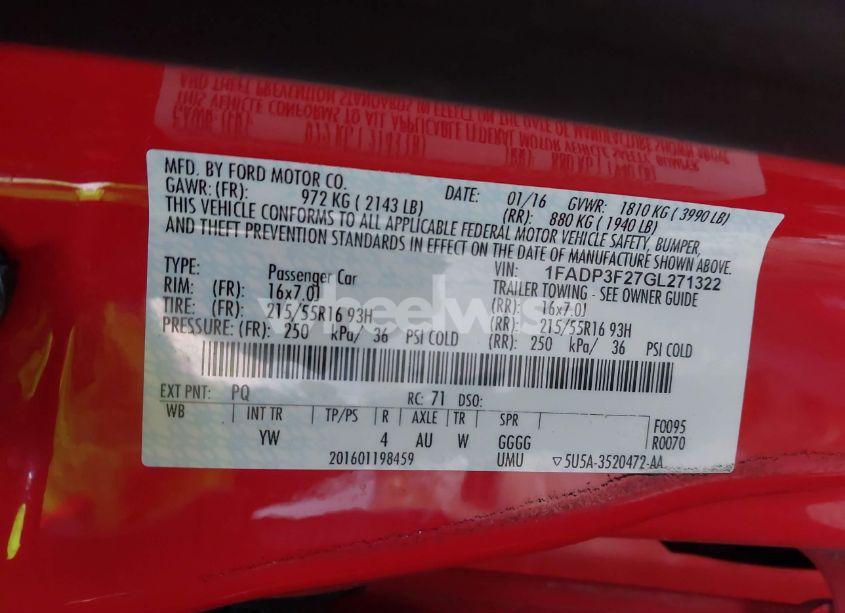 MFD. BY FORD MOTOR CO.
DATE: 01/16 GVWR: 1810 KG ( 3990 LB)
GAWR: (FR): 972 KG ( 2143 LB) (RR): 880 KG ( 1940 LB)
THIS VEHICLE CONFORMS TO ALL APPLICABLE FEDERAL MOTOR VEHICLE SAFETY, BUMPER,
AND THEFT PREVENTION STANDARDS IN EFFECT ON THE DATE OF MANUFACTURE SHOWN ABOVE.
VIN: 1FADP3F27GL271322
TYPE: Passenger Car TRAILER TOWING - SEE OWNER GUIDE
RIM: (FR): 16x7.0J (RR): 16x7.0J
TIRE: (FR): 215/55R16 93H (RR): 215/55R16 93H
PRESSURE: (FR): 250 kPa/ 36 PSI COLD (RR): 250 kPa/ 36 PSI COLD
EXT PNT: PQ RC: 71 DSO:
WB INT TR TP/PS R AXLE TR SPR F0095
YW 4 AU W GGGG R0070
201601198459 UMU ▽5U5A-3520472-AA